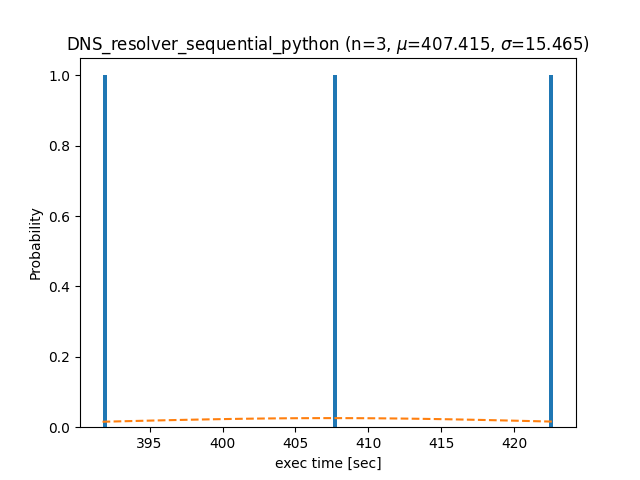 DNS_resolver_sequential_python (n=3, μ=407.415, σ=15.465)
1.0
0.8
0.6
0.4
0.2
0.0
Probability
395 400 405 410 415 420
exec time [sec]